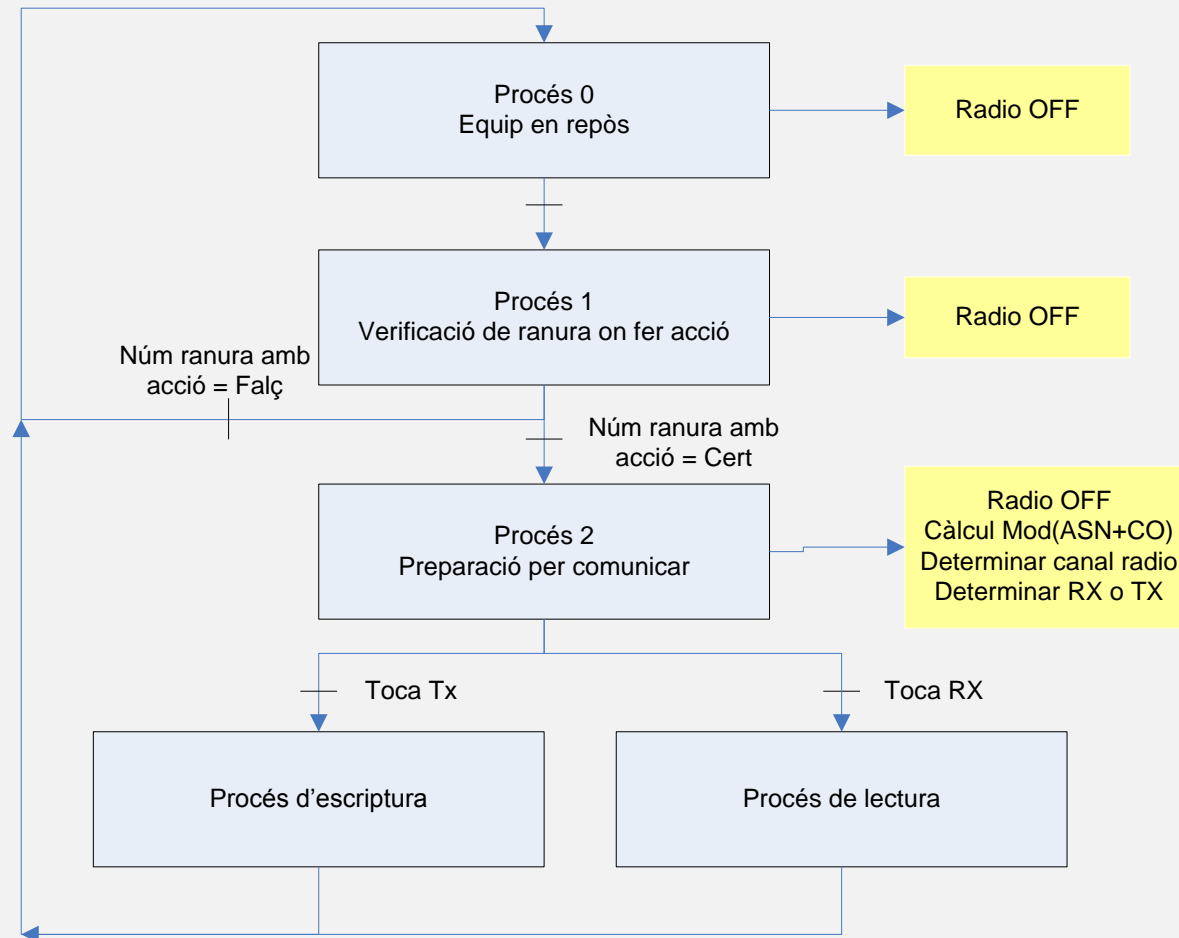 Procés 0
Equip en repòs
Radio OFF
Procés 1
Verificació de ranura on fer acció
Radio OFF
Núm ranura amb
acció = Falç
Núm ranura amb
acció = Cert
Procés 2
Preparació per comunicar
Radio OFF
Càlcul Mod(ASN+CO)
Determinar canal radio
Determinar RX o TX
Toca Tx
Toca RX
Procés d’escriptura
Procés de lectura